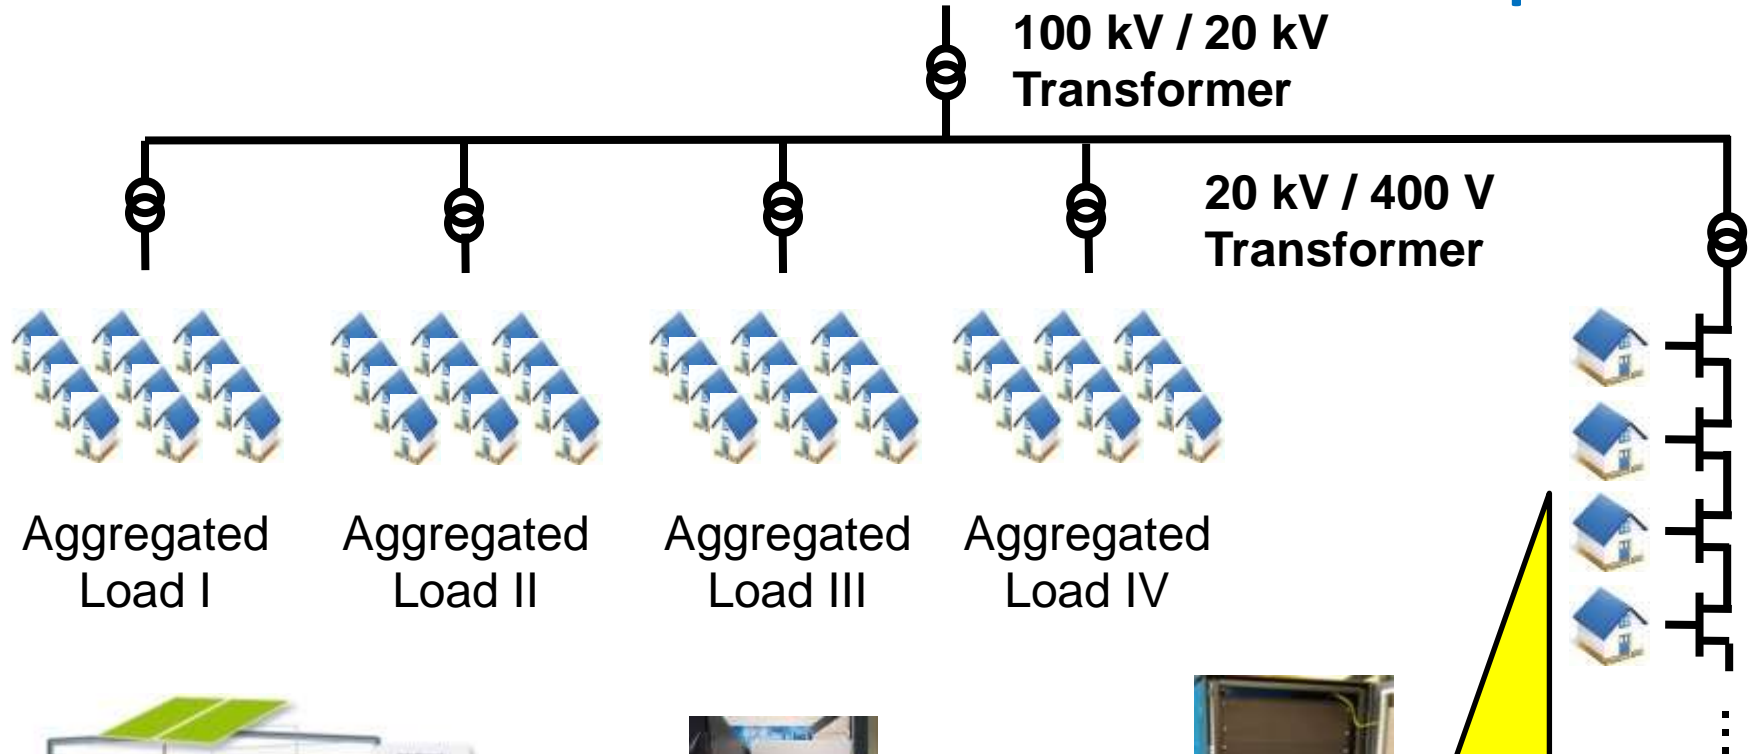 100 kV / 20 kV
Transformer
20 kV / 400 V
Transformer
Aggregated
Load I
Aggregated
Load II
Aggregated
Load III
Aggregated
Load IV